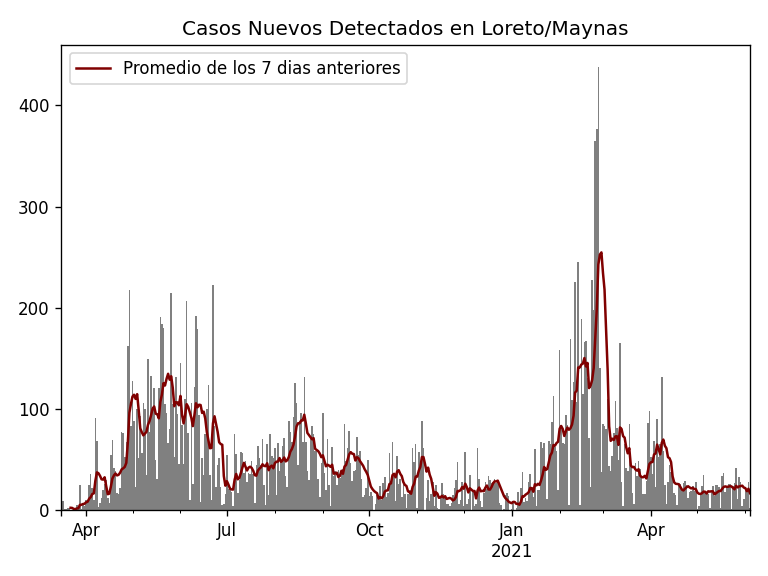 Casos Nuevos Detectados en Loreto/Maynas
Promedio de los 7 dias anteriores
400
300
200
100
0
Apr Jul Oct Jan Apr
2021